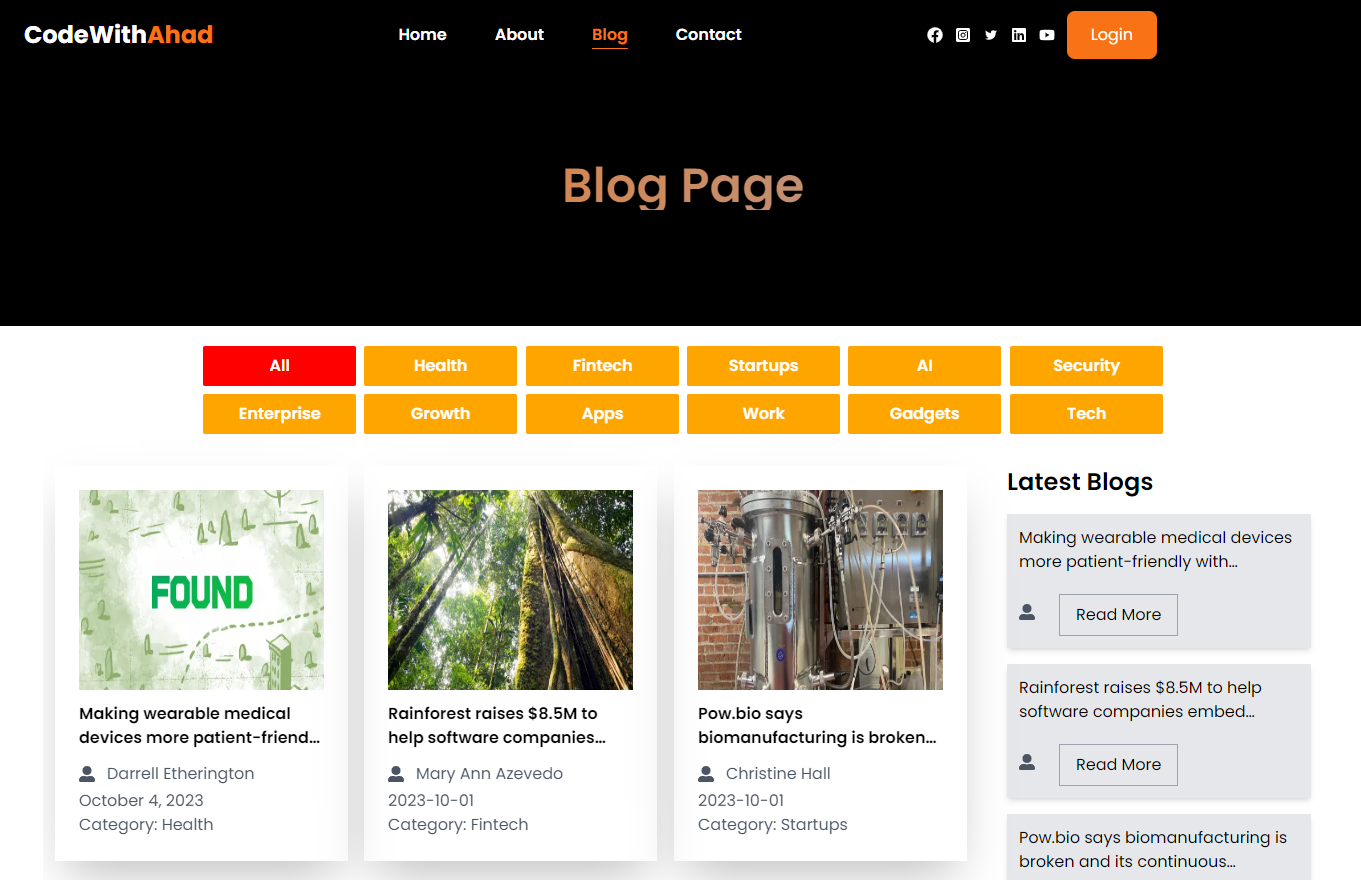 CodeWithAhad
Home
About
Blog
Contact
Login
Blog Page
All
Health
Fintech
Startups
AI
Security
Enterprise
Growth
Apps
Work
Gadgets
Tech
FOUND
Making wearable medical
devices more patient-friend...
Darrell Etherington
October 4, 2023
Category: Health
Rainforest raises $8.5M to
help software companies...
Mary Ann Azevedo
2023-10-01
Category: Fintech
Pow.bio says
biomanufacturing is broken...
Christine Hall
2023-10-01
Category: Startups
Latest Blogs
Making wearable medical devices
more patient-friendly with...
Read More
Rainforest raises $8.5M to help
software companies embed...
Read More
Pow.bio says biomanufacturing is
broken and its continuous...